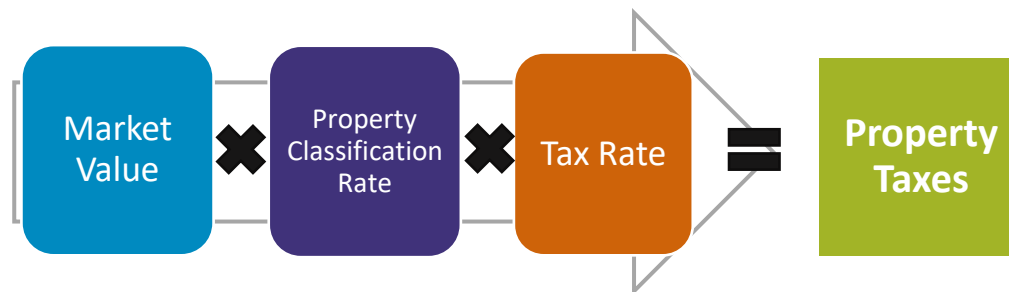 Market
Value
Property
Classification
Rate
Tax Rate
Property
Taxes